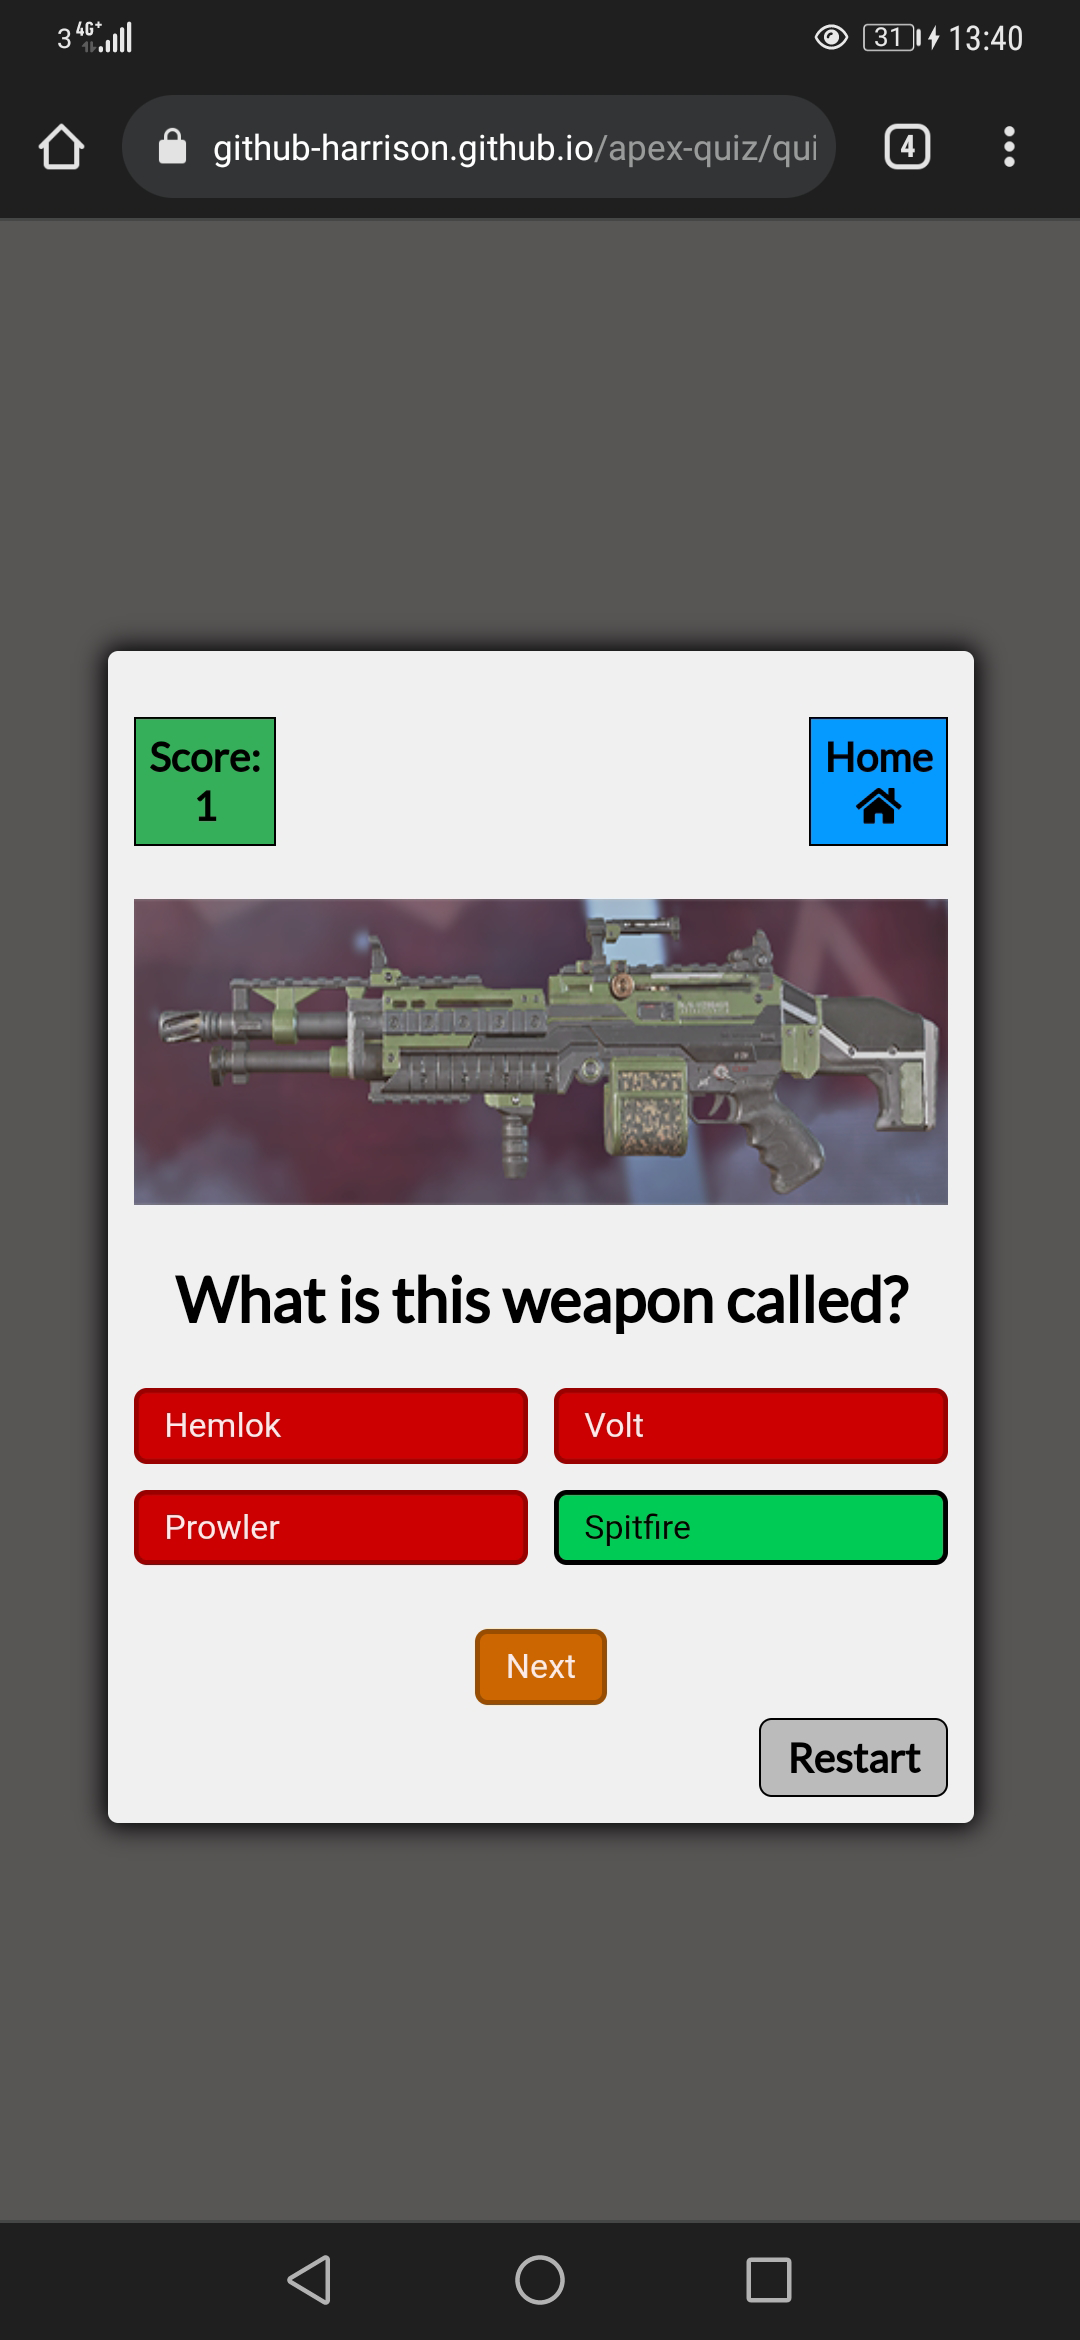 3 4G+ 31 13:40
github-harrison.github.io/apex-quiz/qui
4
Score:
1
Home
What is this weapon called?
Hemlok
Volt
Prowler
Spitfire
Next
Restart